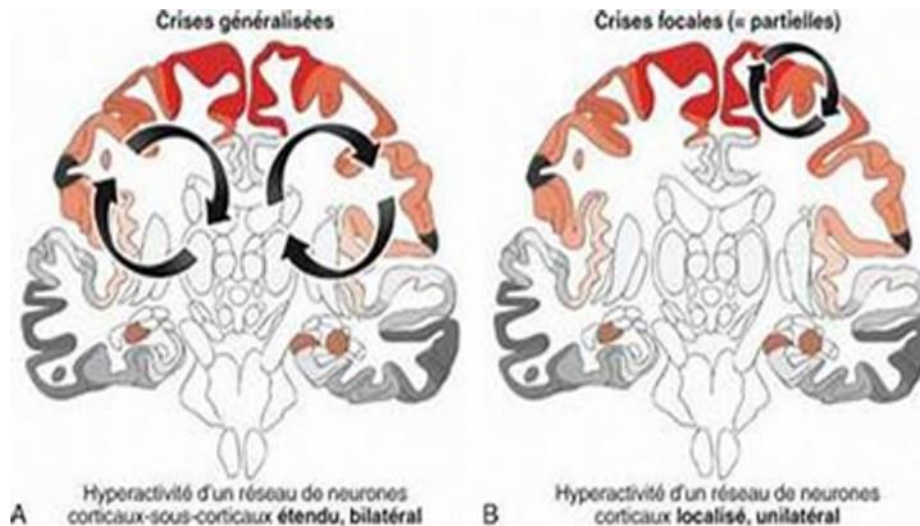 Crises généralisées
Crises focales (= partielles)
A
Hyperactivité d'un réseau de neurones
corticaux-sous-corticaux étendu, bilatéral
B
Hyperactivité d'un réseau de neurones
corticaux localisé, unilatéral